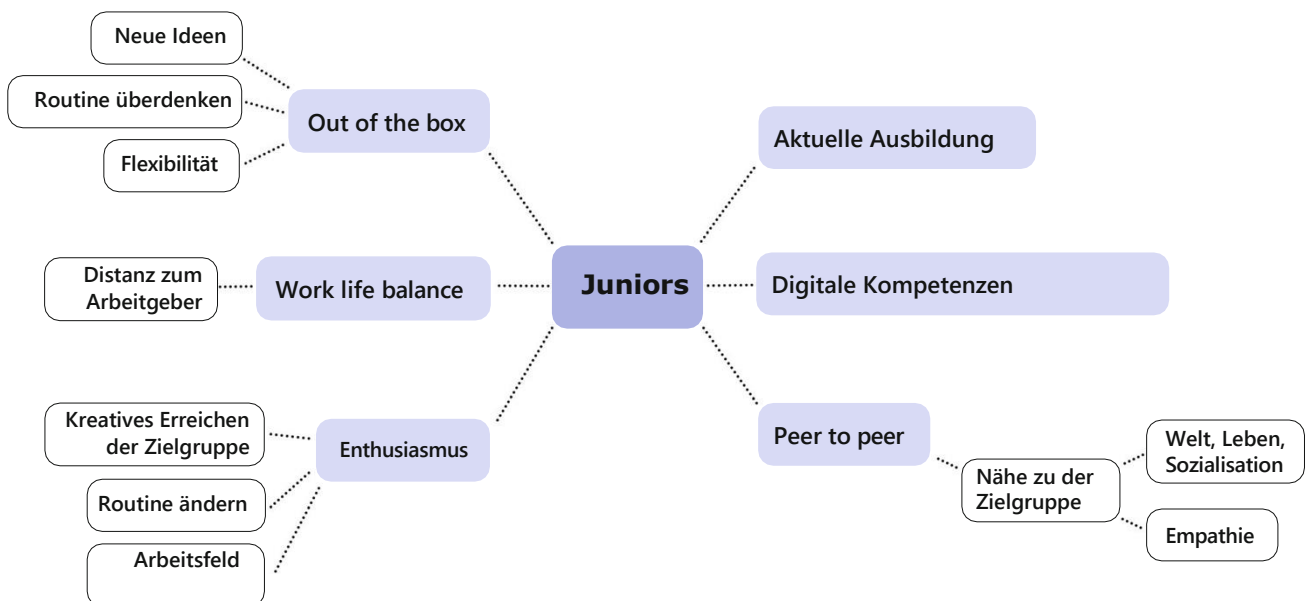 Neue Ideen
Routine überdenken
Flexibilität
Out of the box
Distanz zum
Arbeitgeber
Work life balance
Kreatives Erreichen
der Zielgruppe
Routine ändern
Arbeitsfeld
Enthusiasmus
Juniors
Aktuelle Ausbildung
Digitale Kompetenzen
Peer to peer
Nähe zu der
Zielgruppe
Welt, Leben,
Sozialisation
Empathie